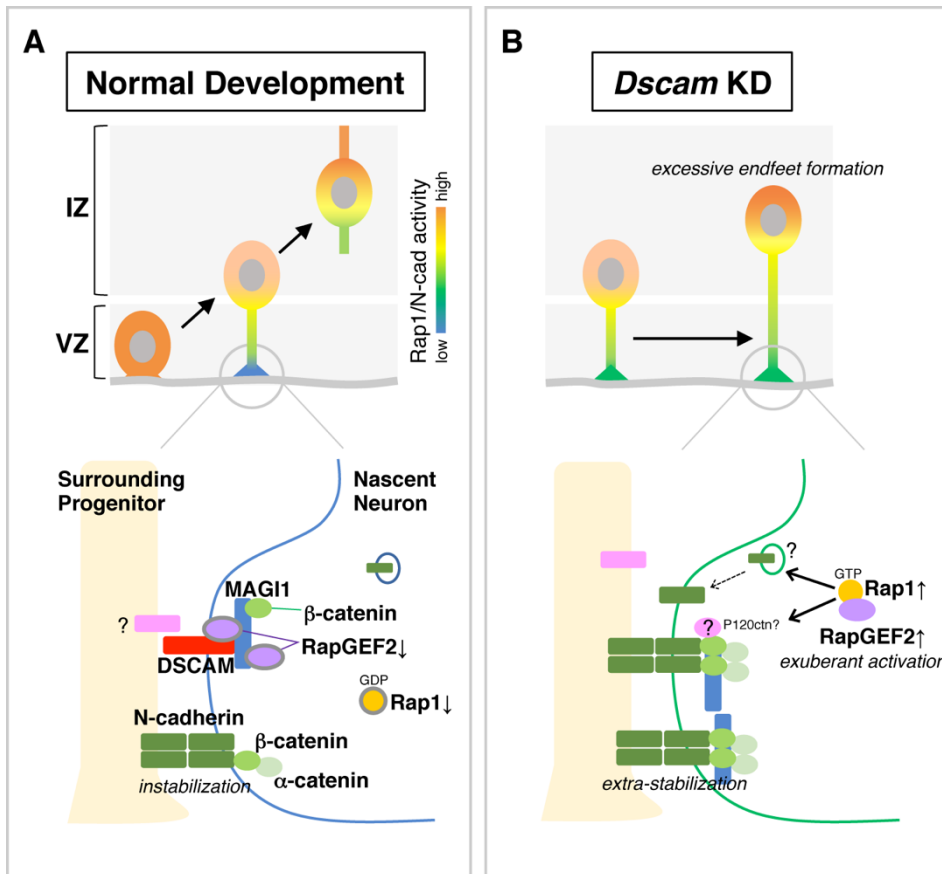 A
Normal Development
IZ
VZ
Rap1/N-cad activity
high
low
Surrounding
Progenitor
Nascent
Neuron
MAGI1
β-catenin
?
RapGEF2↓
DSCAM
GDP
Rap1↓
N-cadherin
β-catenin
α-catenin
instabilization
B
Dscam KD
excessive endfeet formation
?
GTP
Rap1↑
? P120ctn?
RapGEF2↑
exuberant activation
extra-stabilization